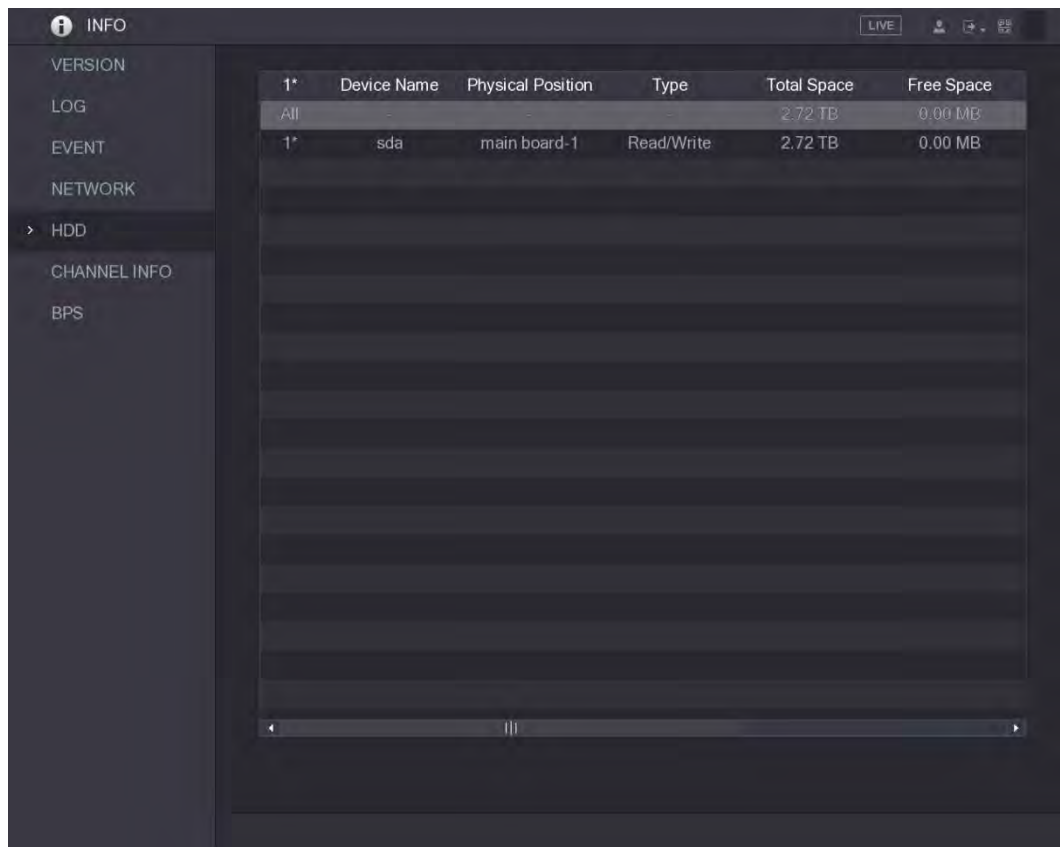 INFO
LIVE
VERSION
LOG
EVENT
NETWORK
HDD
CHANNEL INFO
BPS
1* Device Name Physical Position Type Total Space Free Space
All - - - 2.72 TB 0.00 MB
1* sda main board-1 Read/Write 2.72 TB 0.00 MB